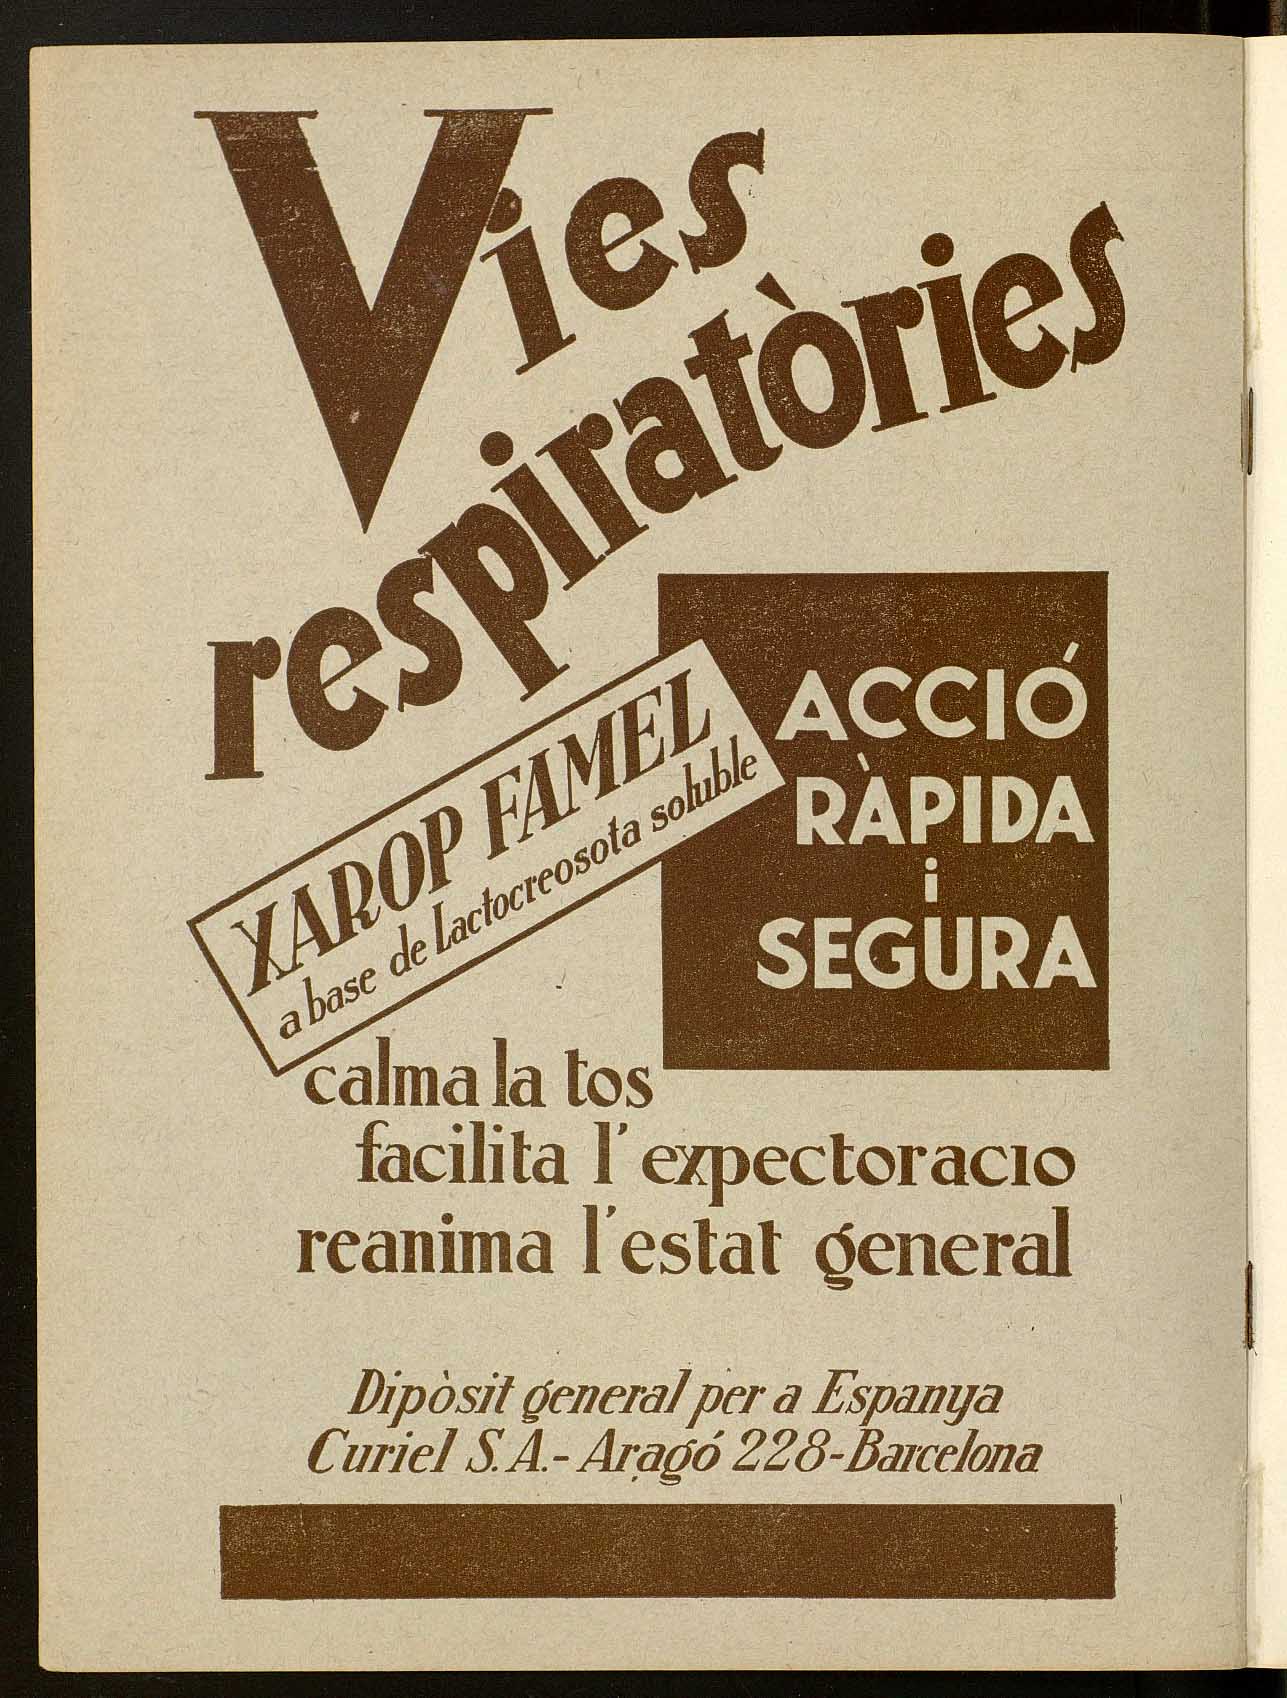 Vies
respiratòries
XAROP FAMEL
a base de Lactocreosota soluble
ACCIÓ
RÀPIDA
i
SEGURA
calma la tos
facilita l'expectoracio
reanima l'estat general
Dipòsit general per a Espanya
Curiel S.A.-Aragó 228-Barcelona